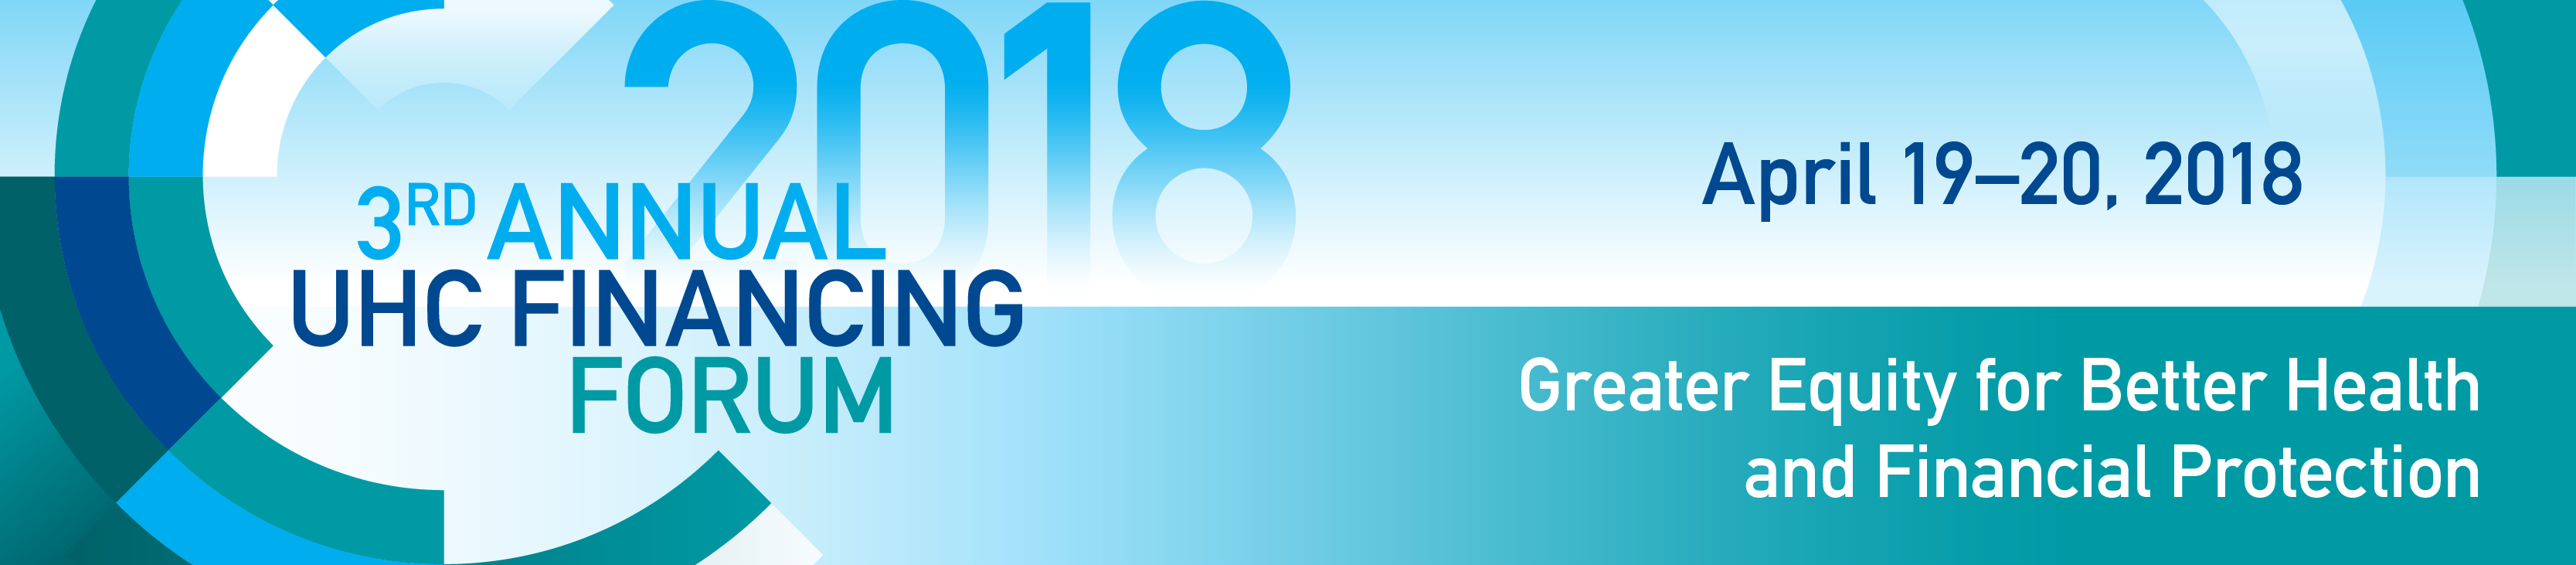 2018
3RD ANNUAL
UHC FINANCING
FORUM
April 19–20, 2018
Greater Equity for Better Health
and Financial Protection